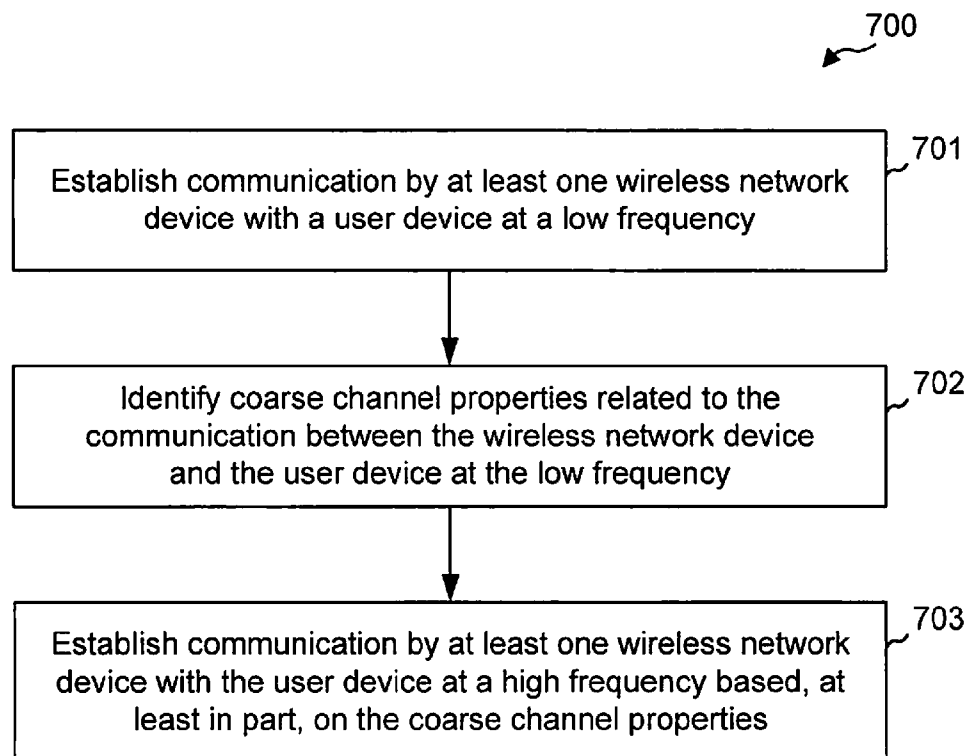 700
701
Establish communication by at least one wireless network
device with a user device at a low frequency
702
Identify coarse channel properties related to the
communication between the wireless network device
and the user device at the low frequency
703
Establish communication by at least one wireless network
device with the user device at a high frequency based, at
least in part, on the coarse channel properties